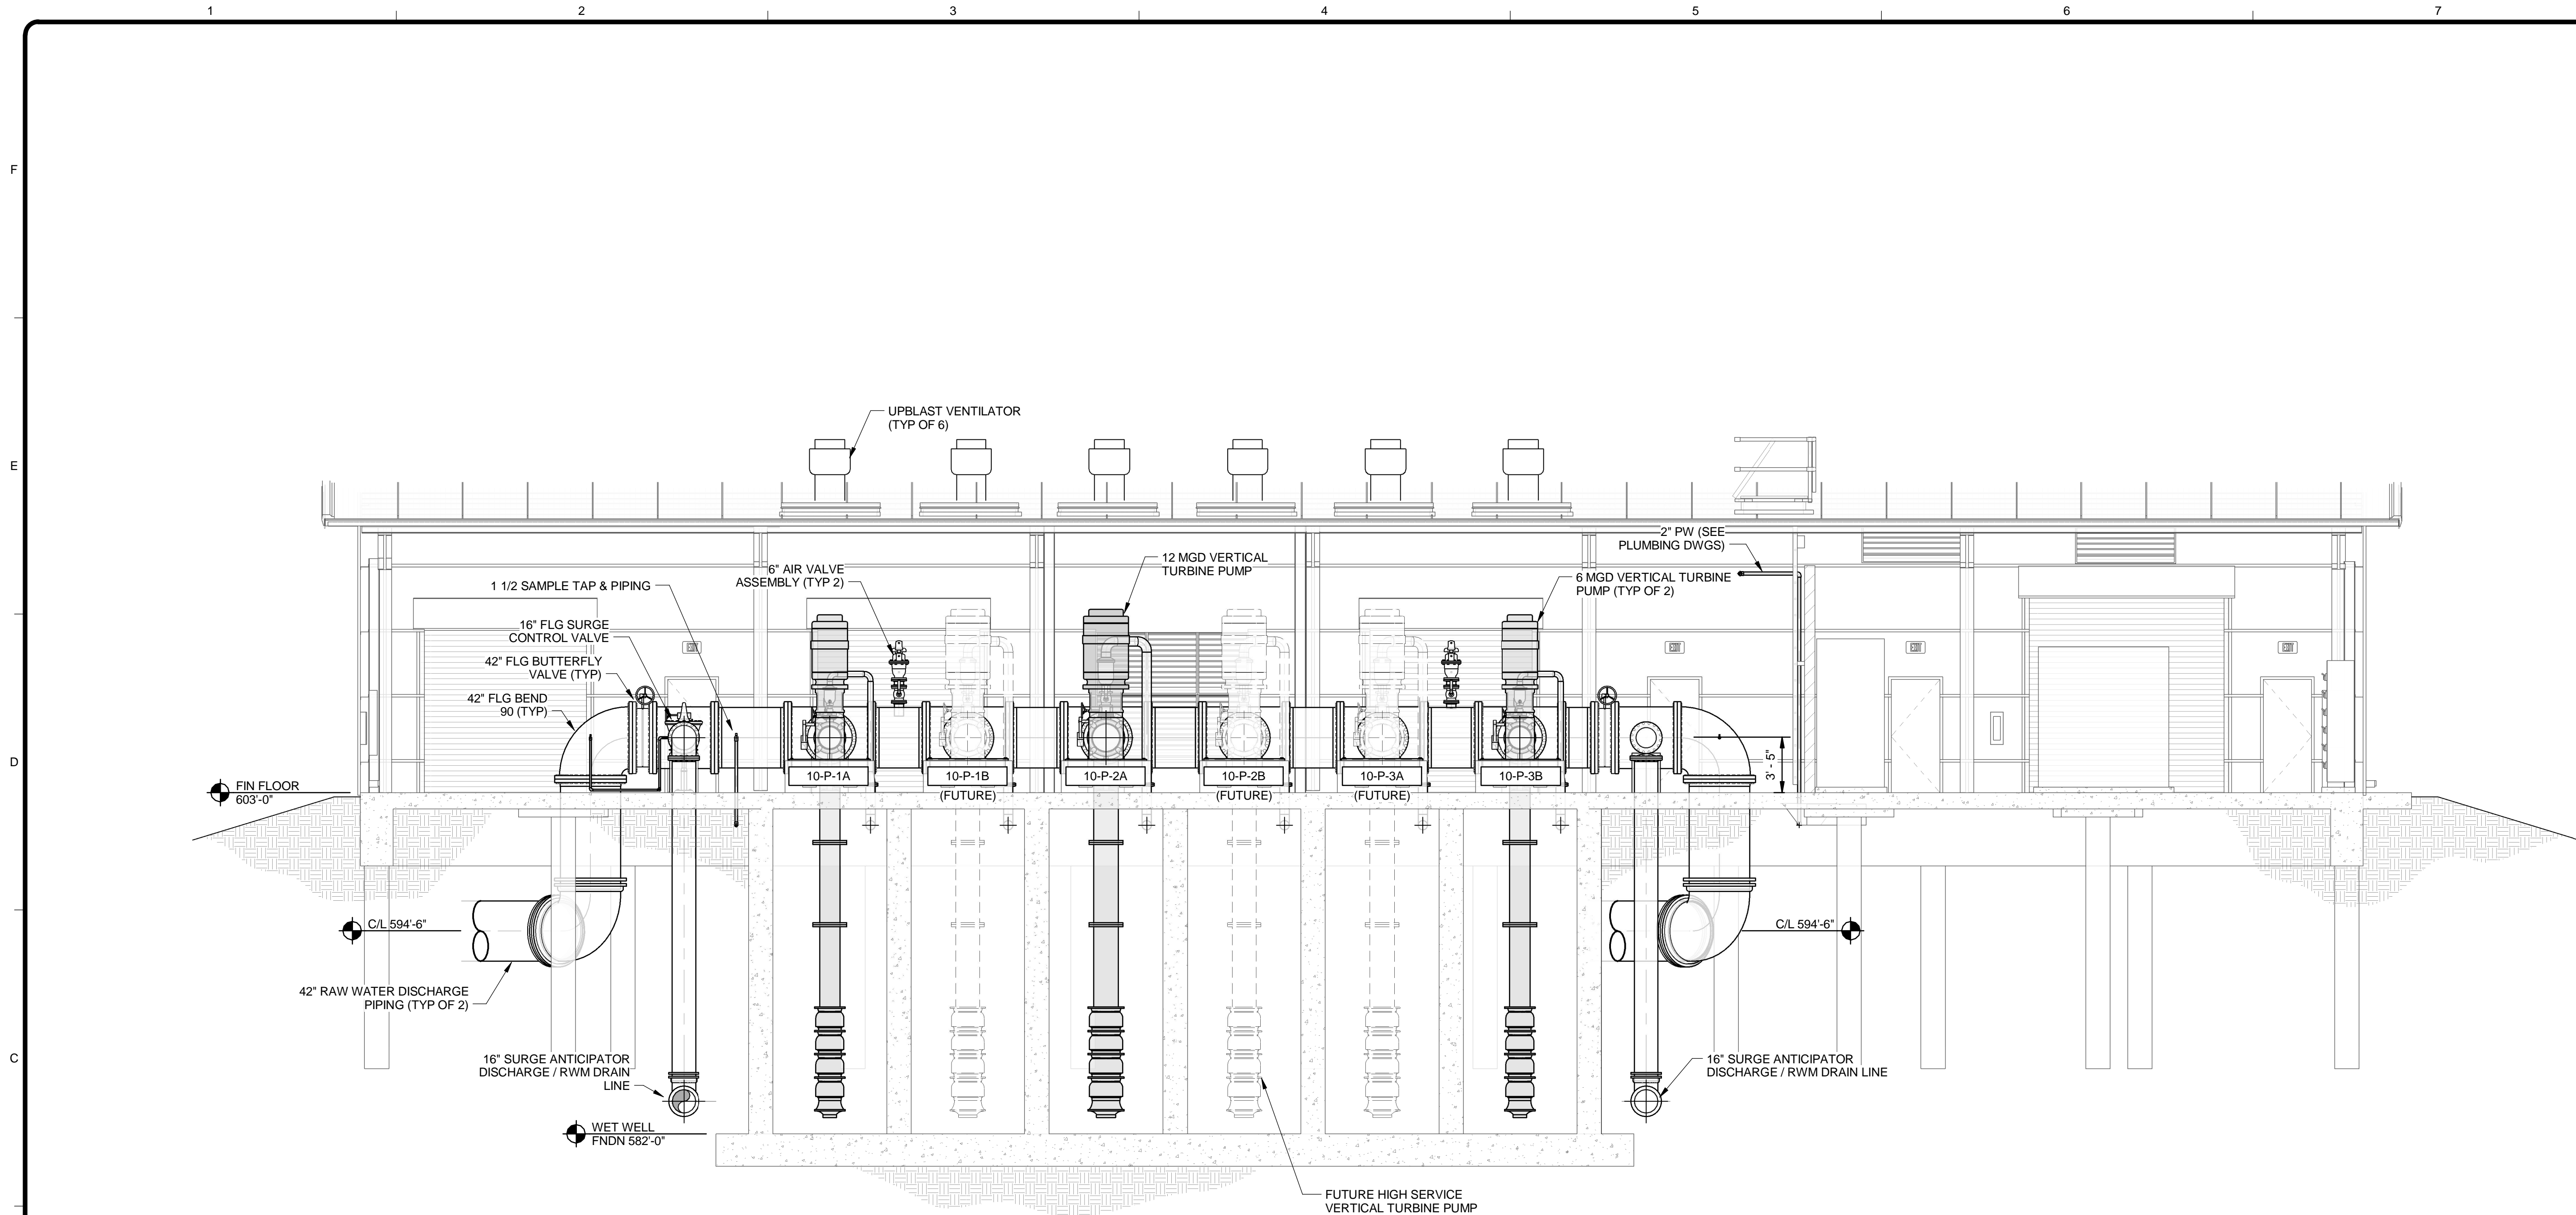 1 2 3 4 5 6 7
F
E
D
C
UPBLAST VENTILATOR
(TYP OF 6)
2" PW (SEE
PLUMBING DWGS)
12 MGD VERTICAL
TURBINE PUMP
6" AIR VALVE
ASSEMBLY (TYP 2)
6 MGD VERTICAL TURBINE
PUMP (TYP OF 2)
1 1/2 SAMPLE TAP & PIPING
16" FLG SURGE
CONTROL VALVE
42" FLG BUTTERFLY
VALVE (TYP)
42" FLG BEND
90 (TYP)
EXIT
EXIT
EXIT
EXIT
3' - 5"
10-P-1A
10-P-1B
(FUTURE)
10-P-2A
10-P-2B
(FUTURE)
10-P-3A
(FUTURE)
10-P-3B
FIN FLOOR
603'-0"
C/L 594'-6"
C/L 594'-6"
42" RAW WATER DISCHARGE
PIPING (TYP OF 2)
16" SURGE ANTICIPATOR
DISCHARGE / RWM DRAIN
LINE
16" SURGE ANTICIPATOR
DISCHARGE / RWM DRAIN LINE
WET WELL
FNDN 582'-0"
FUTURE HIGH SERVICE
VERTICAL TURBINE PUMP